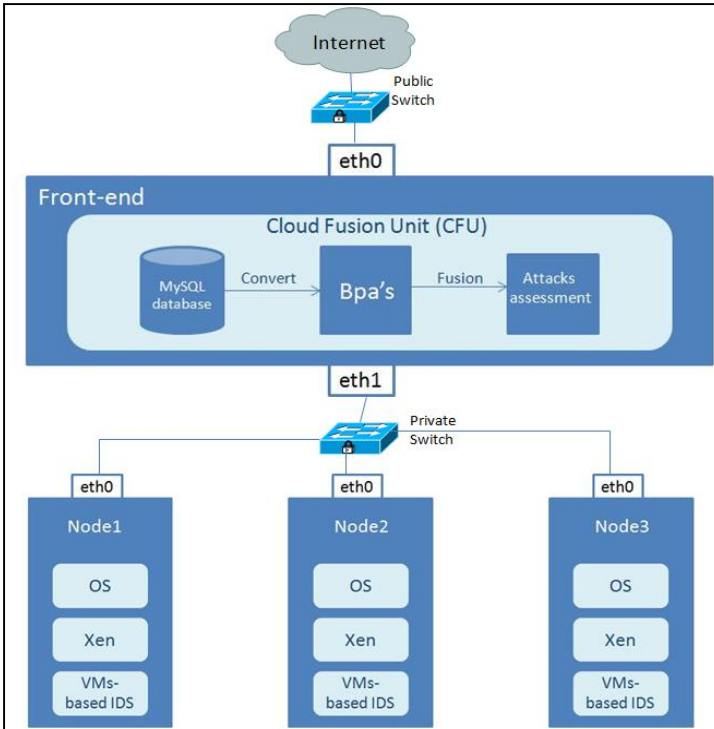 Internet
Public
Switch
eth0
Front-end
Cloud Fusion Unit (CFU)
MySQL
database
Convert
Bpa's
Fusion
Attacks
assessment
eth1
Private
Switch
eth0
eth0
eth0
Node1
Node2
Node3
OS
OS
OS
Xen
Xen
Xen
VMs-
based IDS
VMs-
based IDS
VMs-
based IDS